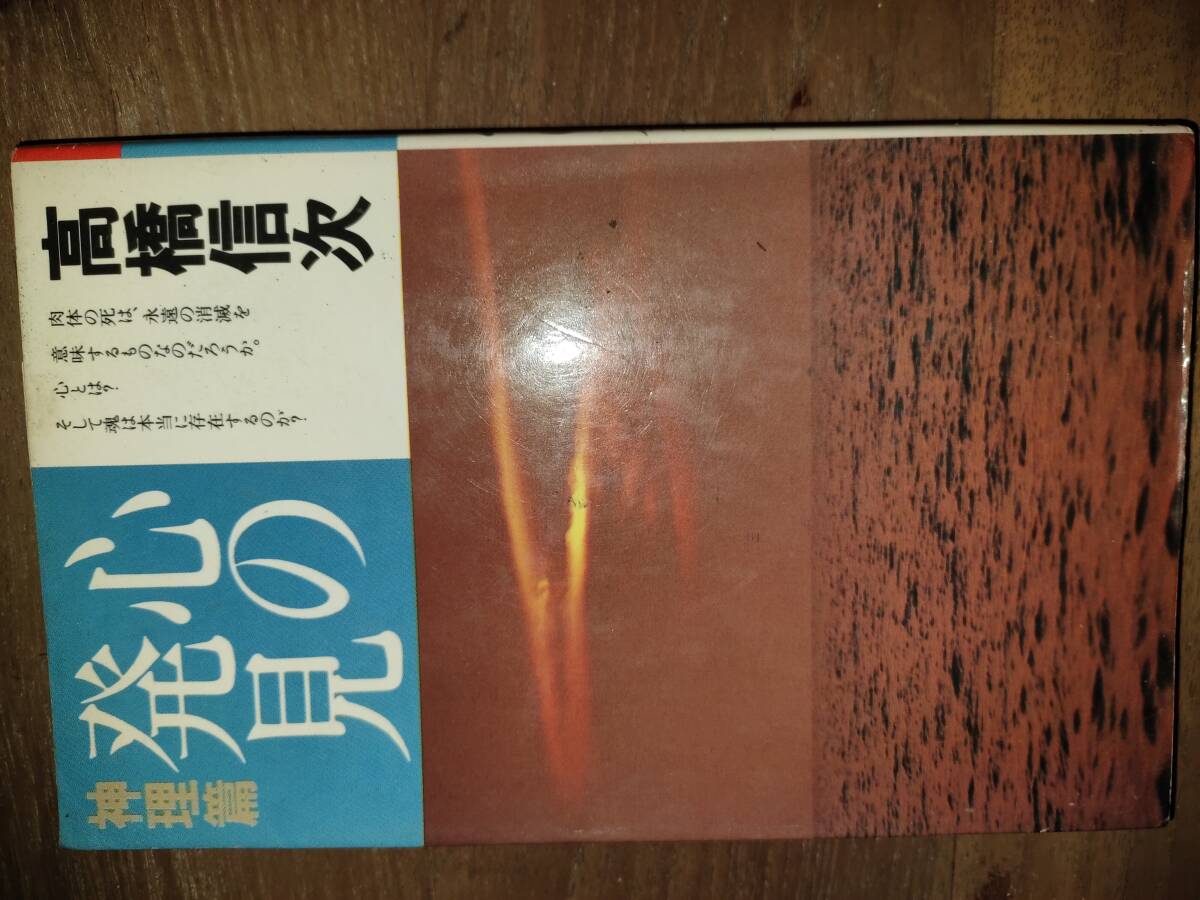 心の
発見
神理篇
高橋信次
肉体の死は、永遠の消滅を
意味するものなのだろうか。
心とは?
そして魂は本当に存在するのか?